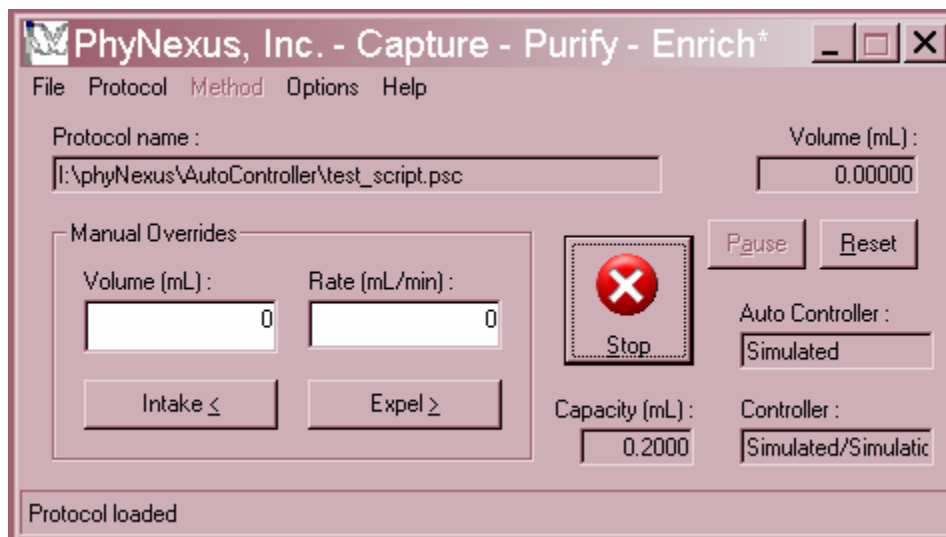 PhyNexus, Inc. - Capture - Purify - Enrich*
File Protocol Method Options Help
Protocol name :
Volume (mL) :
I:\phyNexus\AutoController\test_script.psc
0.00000
Manual Overrides
Pause
Reset
Volume (mL) :
Rate (mL/min) :
0
0
Stop
Auto Controller :
Simulated
Intake <
Expel >
Capacity (mL) :
0.2000
Controller :
Simulated/Simulatic
Protocol loaded